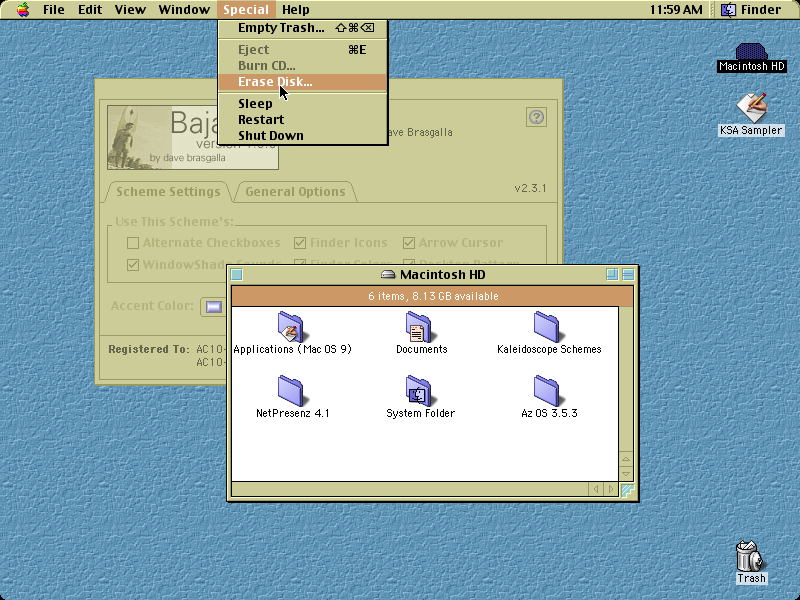 File Edit View Window Special Help 11:59 AM Finder
Empty Trash... ⇧⌘⌫
Eject ⌘E
Burn CD...
Erase Disk...
Sleep
Restart
Shut Down
Macintosh HD
KSA Sampler
Baja
version 1.0.0
by dave brasgalla
ave Brasgalla
?
Scheme Settings General Options v2.3.1
Use This Scheme's:
Alternate Checkboxes Finder Icons Arrow Cursor
WindowShade Sounds Finder Colors Desktop Pattern
Accent Color:
Registered To: AC10-
AC10-
Macintosh HD
6 items, 8.13 GB available
Applications (Mac OS 9) Documents Kaleidoscope Schemes
NetPresenz 4.1 System Folder Az OS 3.5.3
Trash